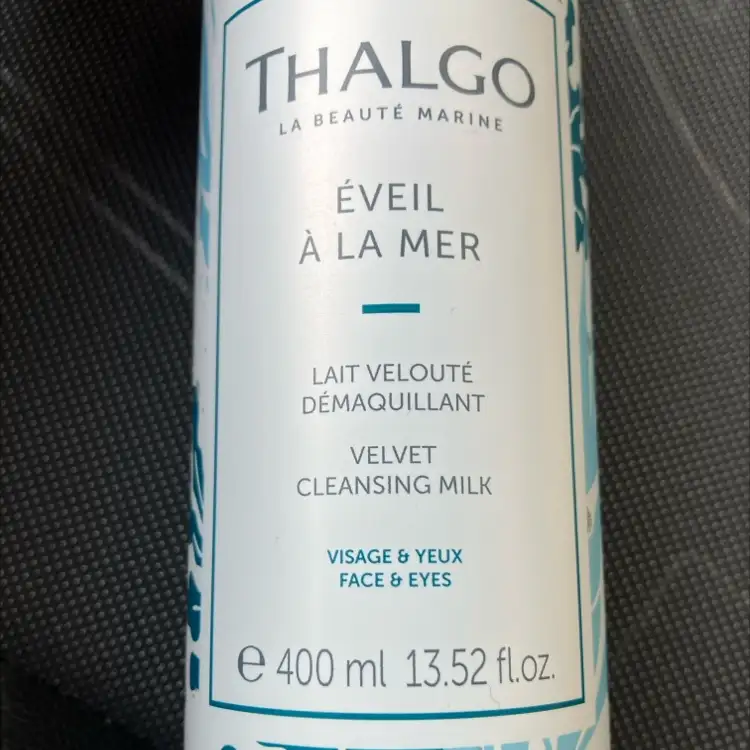 THALGO
LA BEAUTÉ MARINE
ÉVEIL
À LA MER
LAIT VELOUTÉ
DÉMAQUILLANT
VELVET
CLEANSING MILK
VISAGE & YEUX
FACE & EYES
℮ 400 ml 13.52 fl.oz.